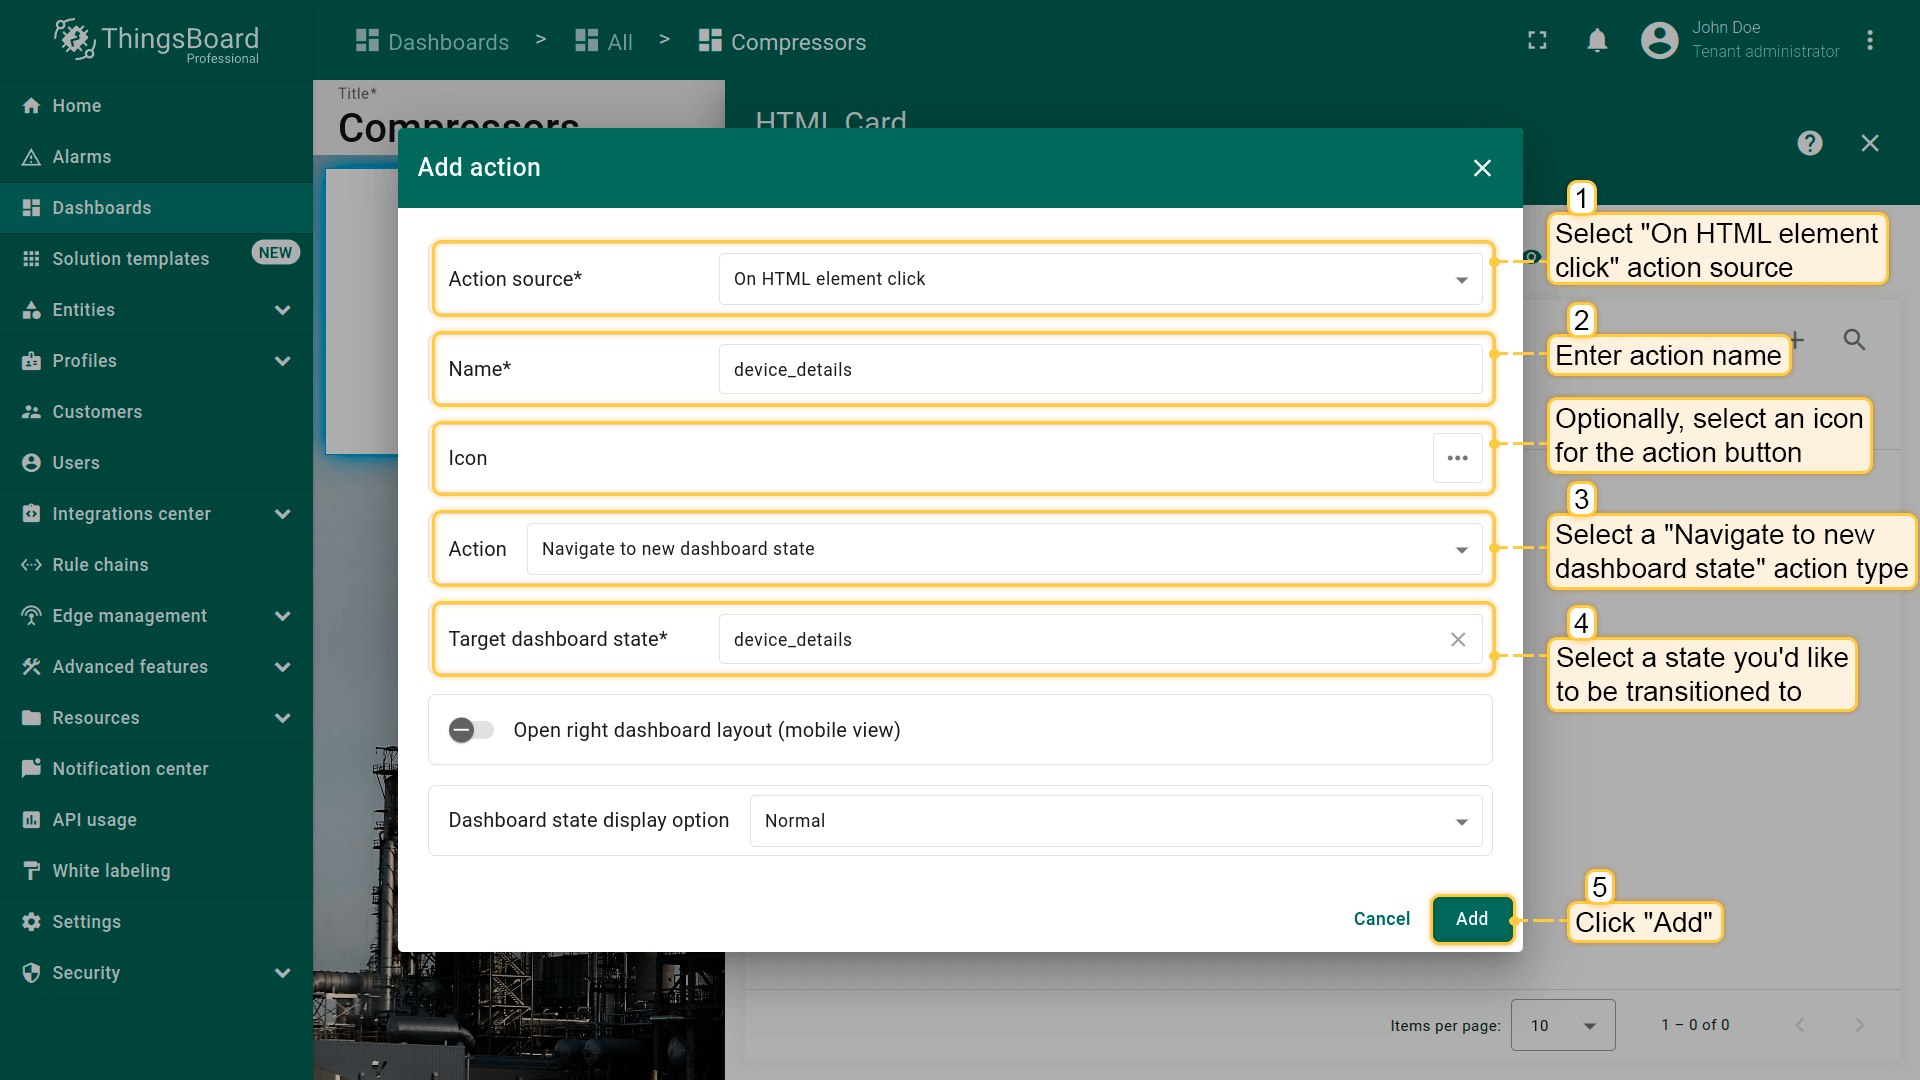 ThingsBoard
Professional
Dashboards > All > Compressors
John Doe
Tenant administrator
Home
Alarms
Dashboards
Solution templates NEW
Entities
Profiles
Customers
Users
Integrations center
Rule chains
Edge management
Advanced features
Resources
Notification center
API usage
White labeling
Settings
Security
Title*
Compressors
HTML Card
Add action
Action source* On HTML element click
Name* device_details
Icon
Action Navigate to new dashboard state
Target dashboard state* device_details
Open right dashboard layout (mobile view)
Dashboard state display option Normal
Cancel Add
1
Select "On HTML element
click" action source
2
Enter action name
Optionally, select an icon
for the action button
3
Select a "Navigate to new
dashboard state" action type
4
Select a state you'd like
to be transitioned to
5
Click "Add"
Items per page: 10 1 – 0 of 0